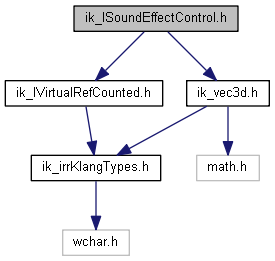 ik_ISoundEffectControl.h
ik_IVirtualRefCounted.h
ik_vec3d.h
ik_irrKlangTypes.h
math.h
wchar.h